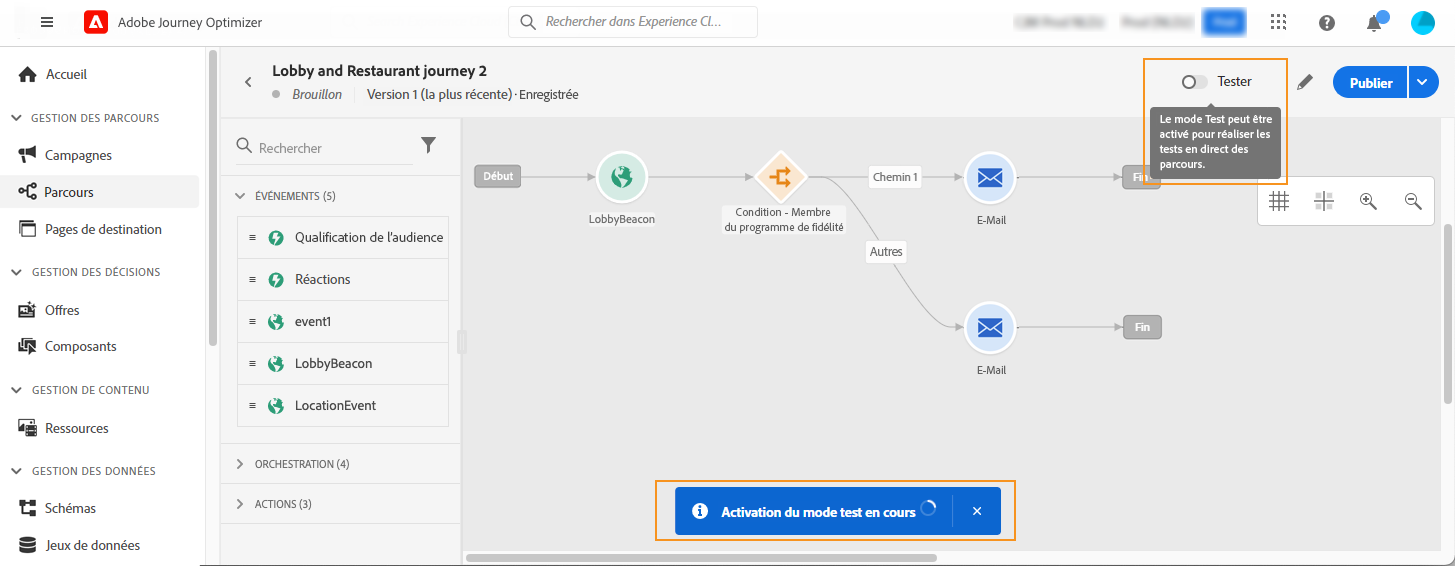 Adobe Journey Optimizer
Rechercher dans Experience Cl...
Accueil
GESTION DES PARCOURS
Campagnes
Parcours
Pages de destination
GESTION DES DÉCISIONS
Offres
Composants
GESTION DE CONTENU
Ressources
GESTION DES DONNÉES
Schémas
Jeux de données
Lobby and Restaurant journey 2
Brouillon
Version 1 (la plus récente) · Enregistrée
Tester
Publier
Le mode Test peut être
activé pour réaliser les
tests en direct des
parcours.
Rechercher
ÉVÉNEMENTS (5)
Qualification de l'audience
Réactions
event1
LobbyBeacon
LocationEvent
ORCHESTRATION (4)
ACTIONS (3)
Début
LobbyBeacon
Condition - Membre
du programme de fidélité
Chemin 1
E-Mail
Fin
Autres
E-Mail
Fin
Activation du mode test en cours